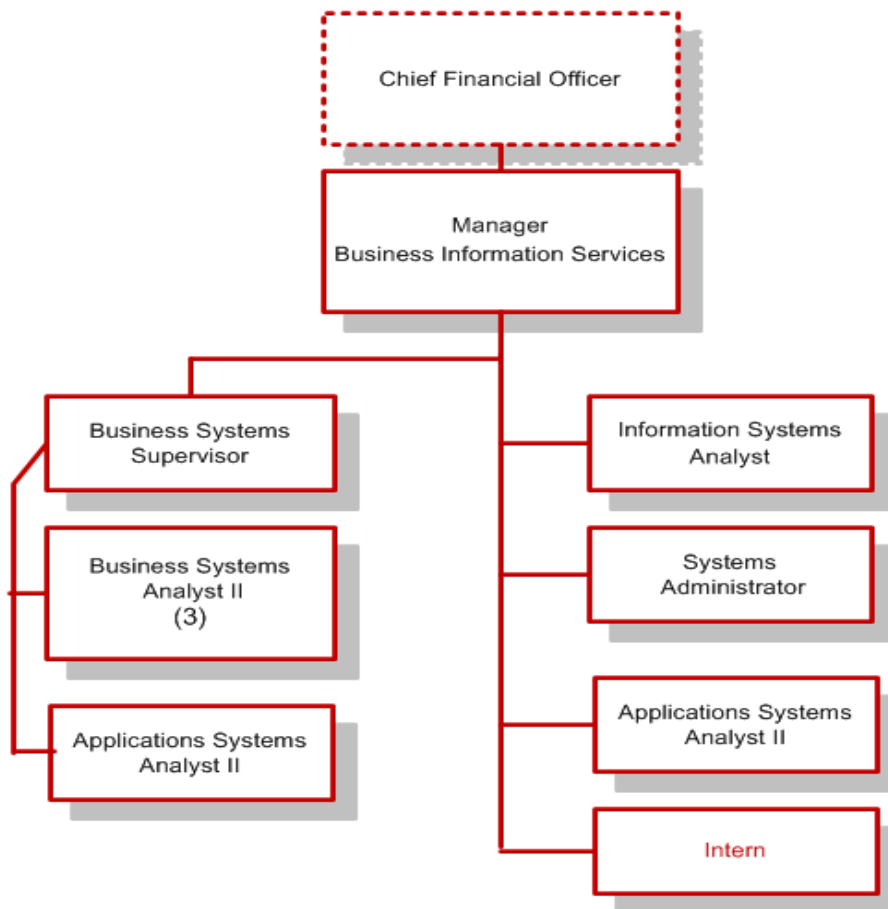 Chief Financial Officer
Manager
Business Information Services
Business Systems
Supervisor
Business Systems
Analyst II
(3)
Applications Systems
Analyst II
Information Systems
Analyst
Systems
Administrator
Applications Systems
Analyst II
Intern